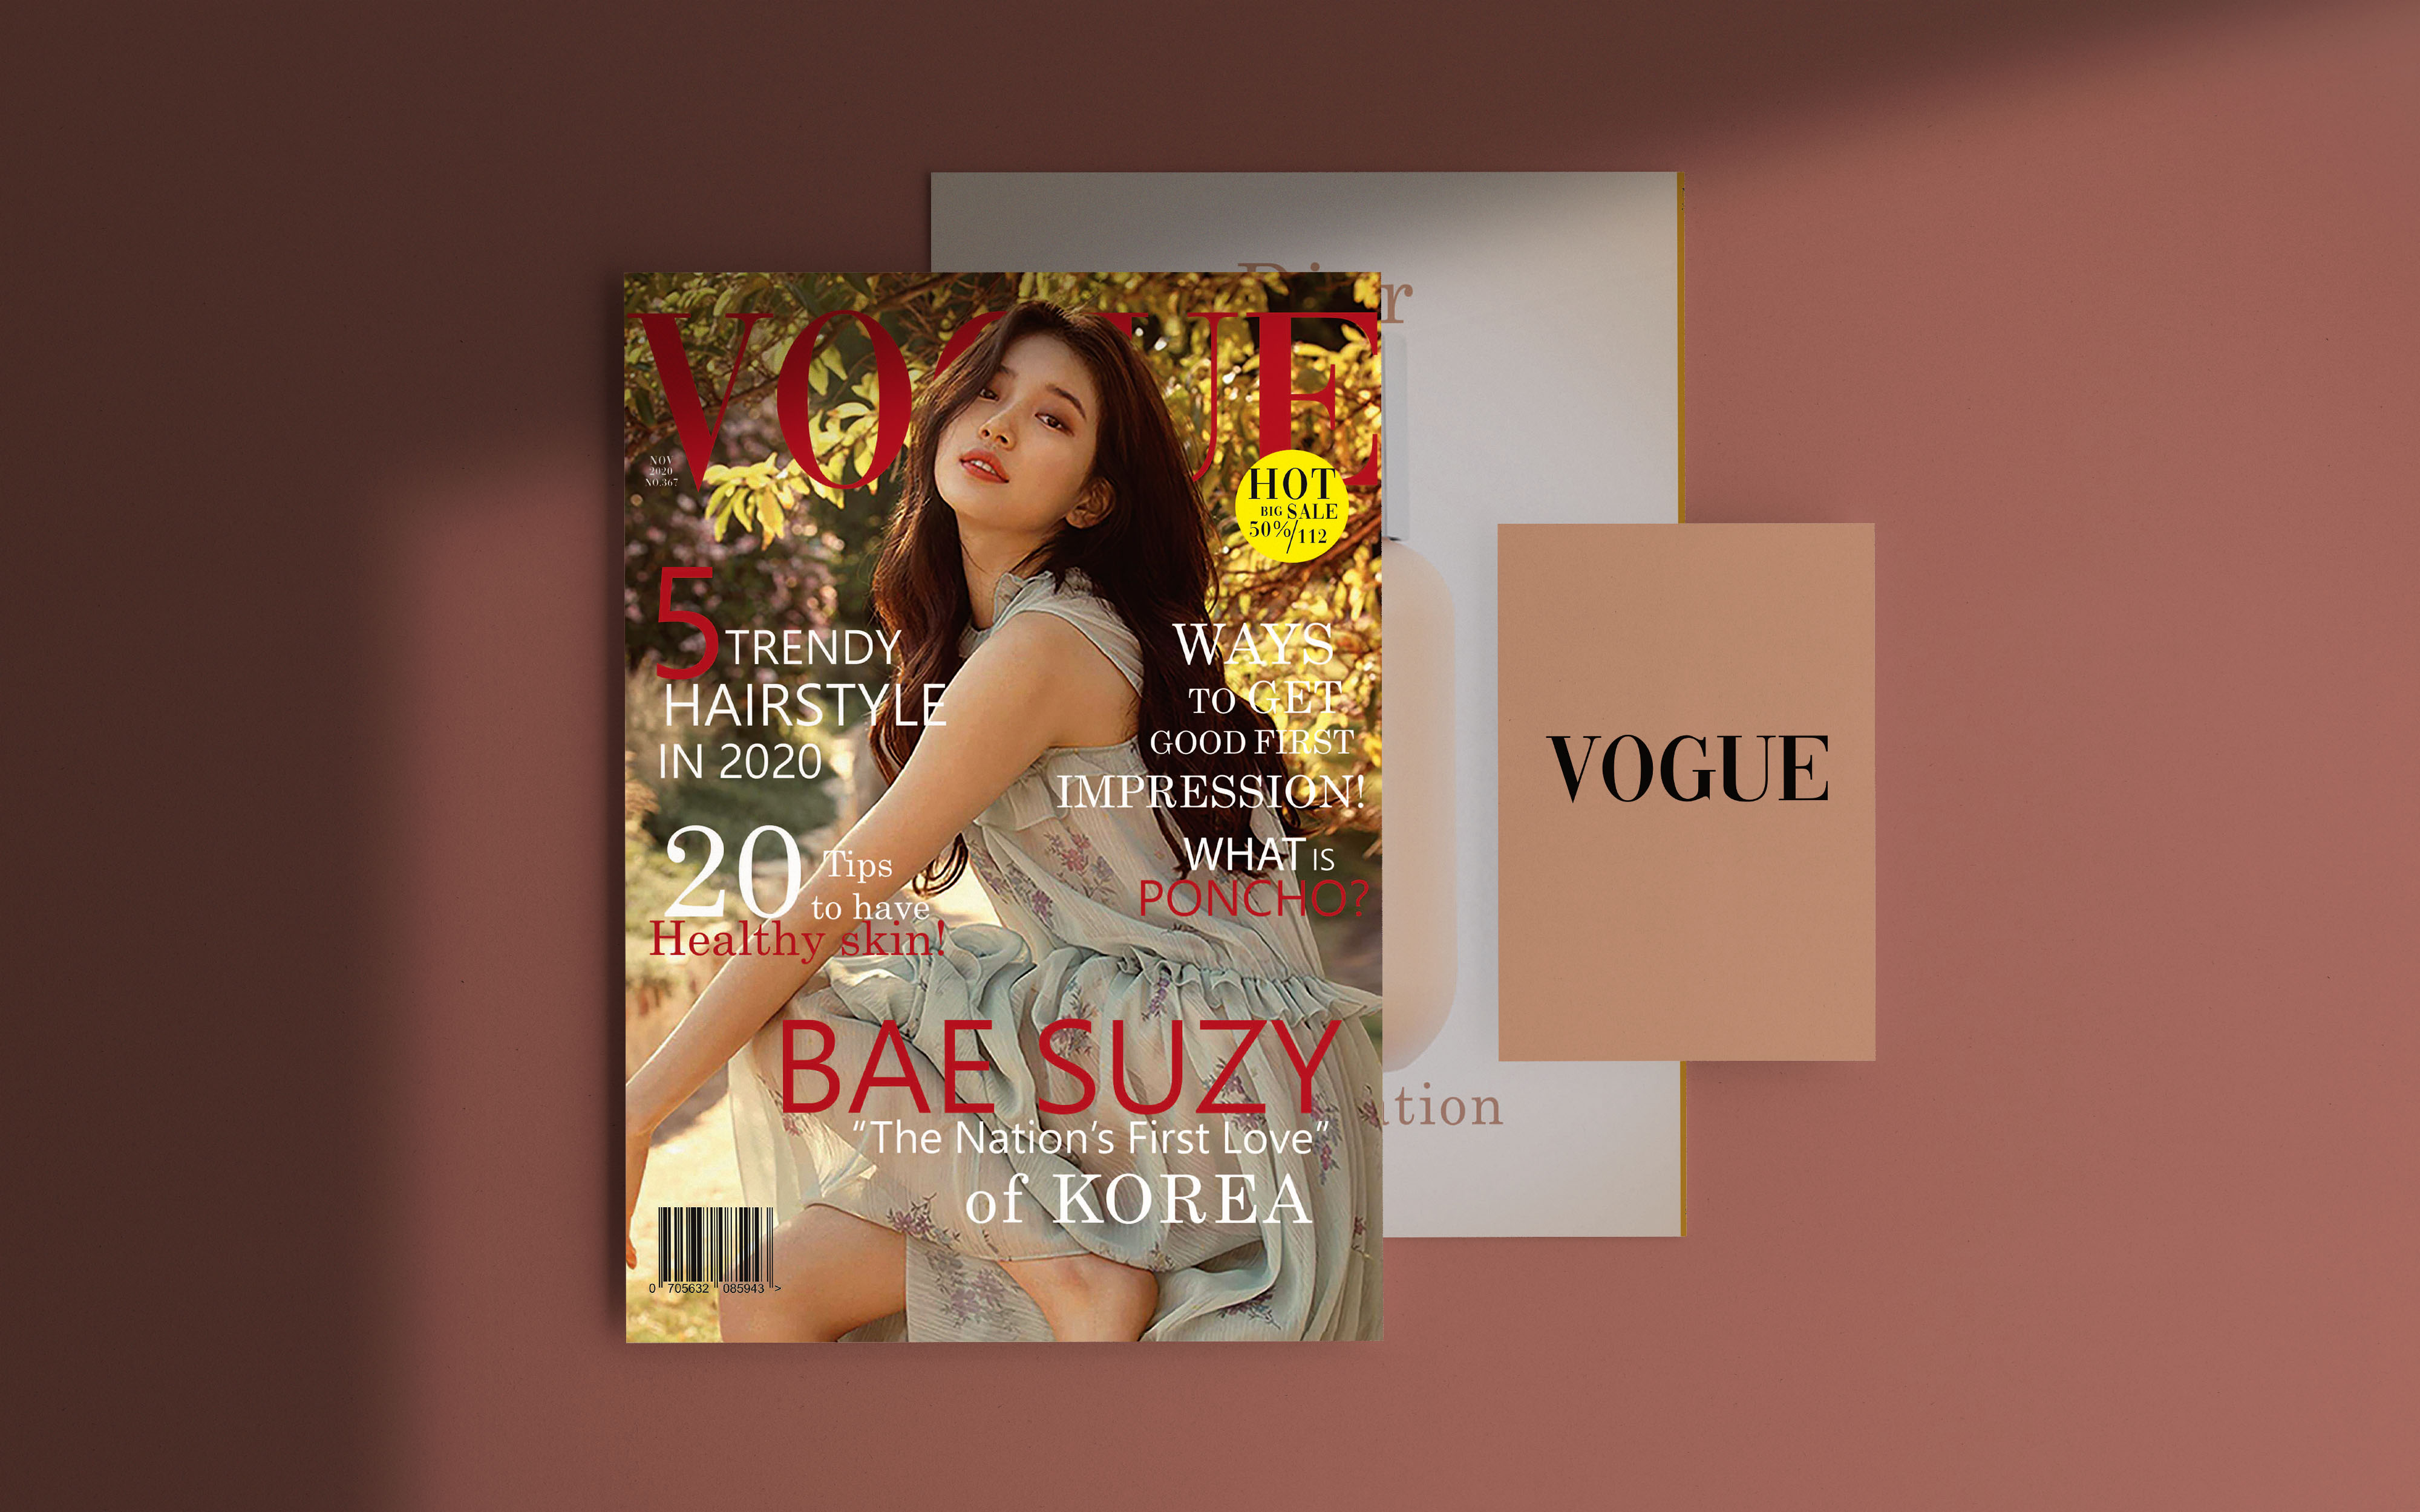 VOGUE
NOV
2020
NO.367
HOT
BIG SALE
50%/112
5 TRENDY
HAIRSTYLE
IN 2020
WAYS
TO GET
GOOD FIRST
IMPRESSION!
20 Tips
to have
Healthy skin!
WHAT IS
PONCHO?
BAE SUZY
“The Nation’s First Love”
of KOREA
0 705632 085943 >
VOGUE